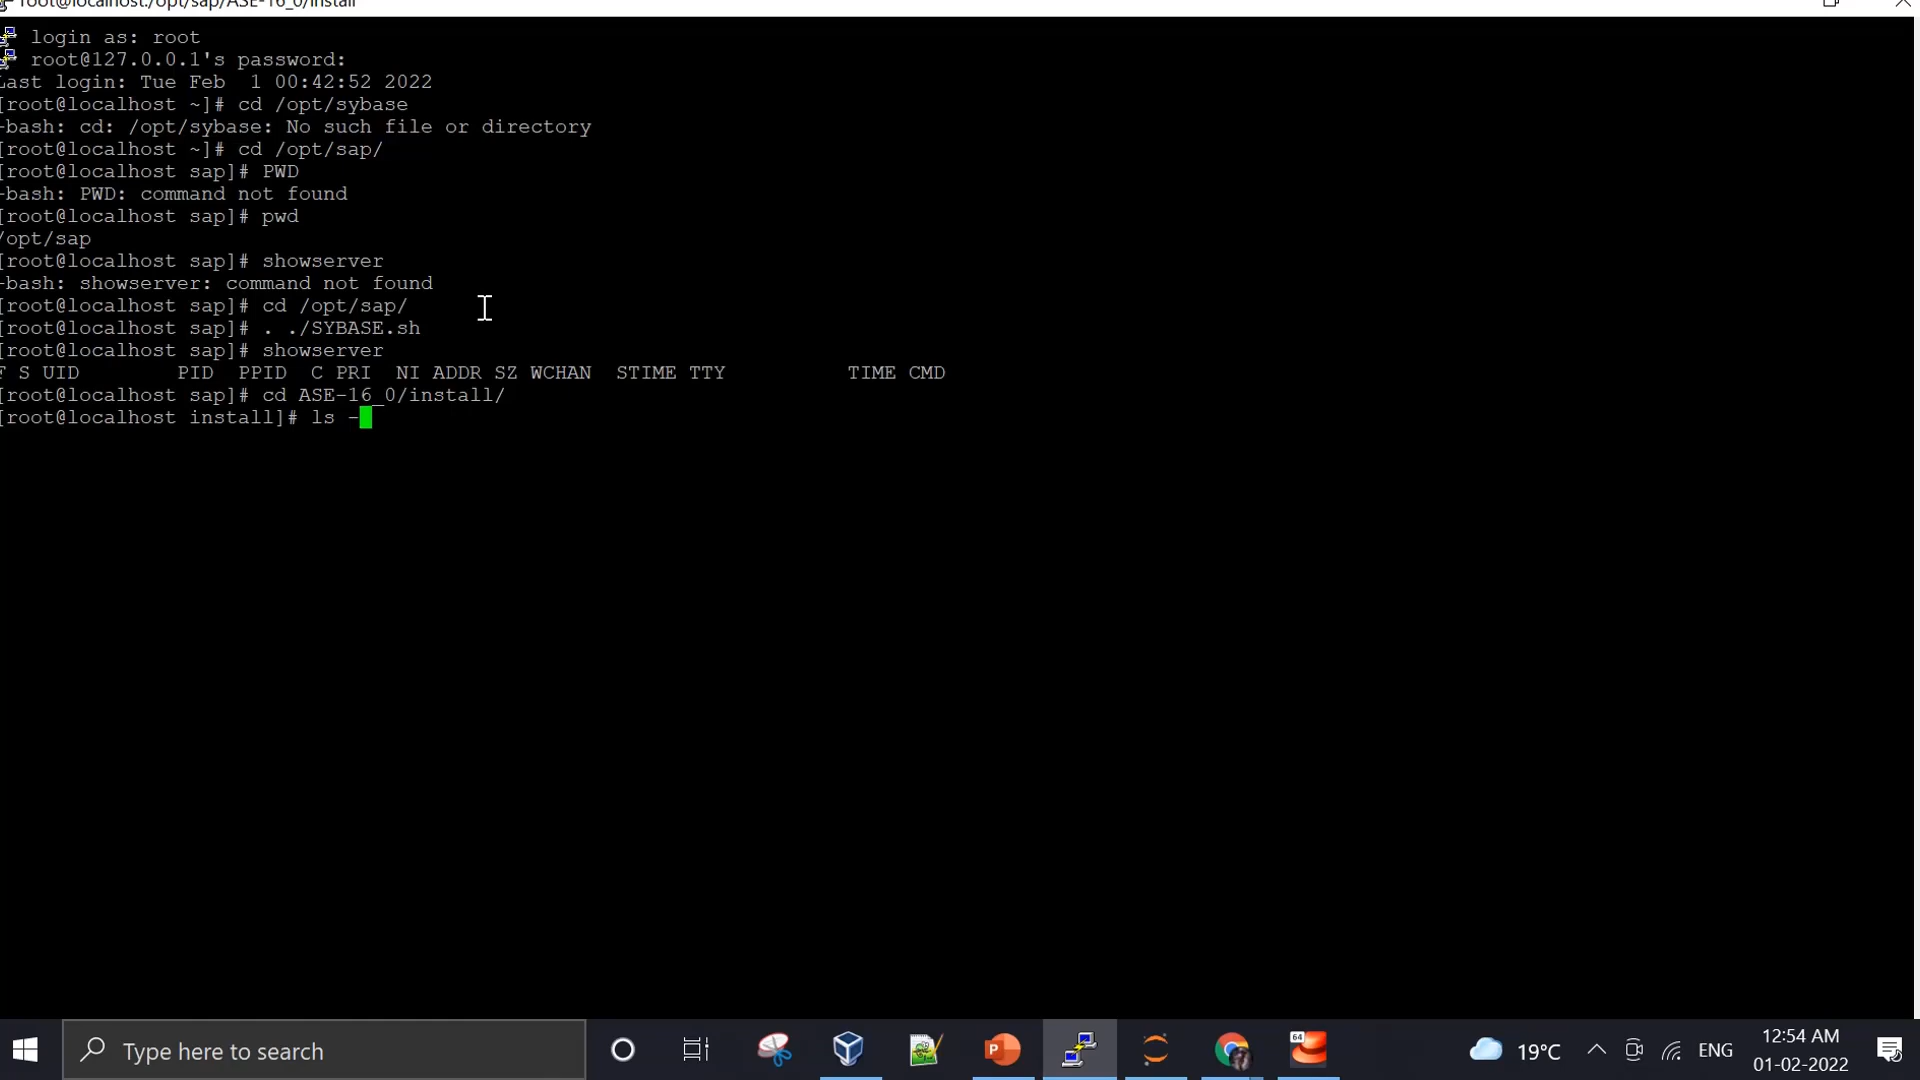 root@localhost:/opt/sap/ASE-16_0/install
login as: root
root@127.0.0.1's password:
Last login: Tue Feb  1 00:42:52 2022
[root@localhost ~]# cd /opt/sybase
-bash: cd: /opt/sybase: No such file or directory
[root@localhost ~]# cd /opt/sap/
[root@localhost sap]# PWD
-bash: PWD: command not found
[root@localhost sap]# pwd
/opt/sap
[root@localhost sap]# showserver
-bash: showserver: command not found
[root@localhost sap]# cd /opt/sap/
[root@localhost sap]# . ./SYBASE.sh
[root@localhost sap]# showserver
F S UID        PID  PPID  C PRI  NI ADDR SZ WCHAN  STIME TTY          TIME CMD
[root@localhost sap]# cd ASE-16_0/install/
[root@localhost install]# ls -
Type here to search
64
P
19°C
ENG
12:54 AM
01-02-2022